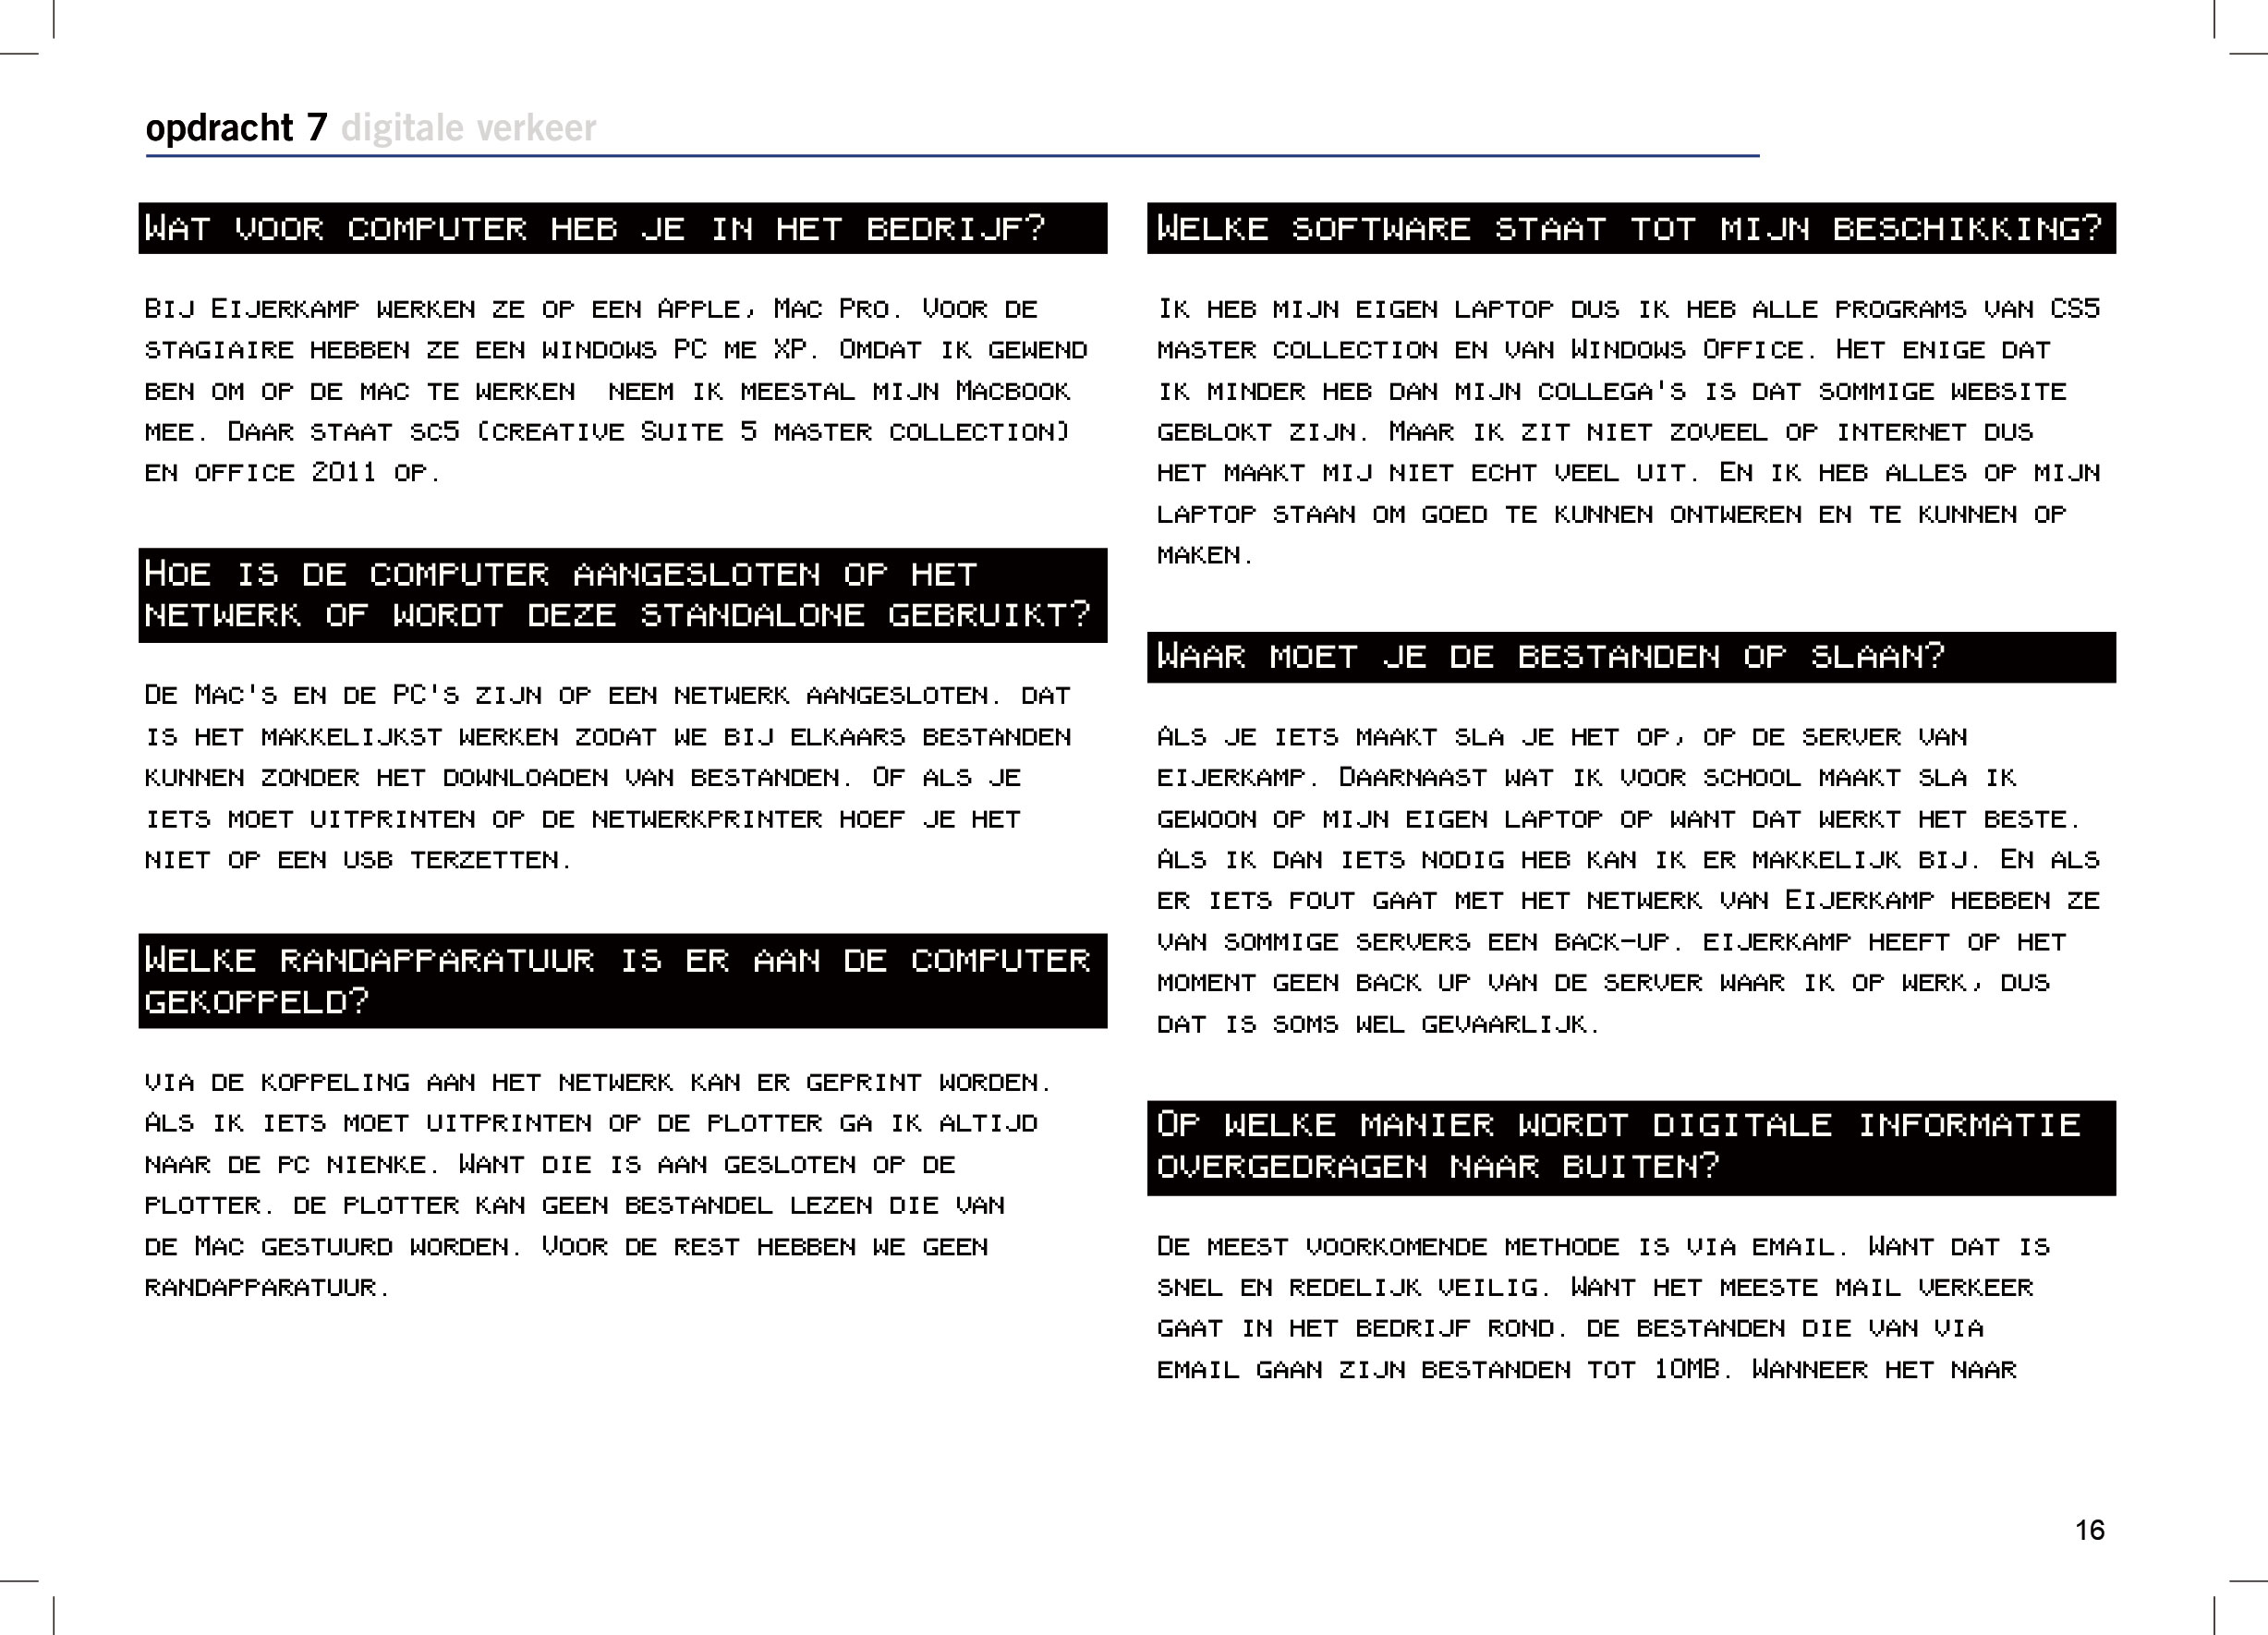 opdracht 7 digitale verkeer
Wat voor computer heb je in het bedrijf?
Bij Eijerkamp werken ze op een Apple, Mac Pro. Voor de
stagiaire hebben ze een windows PC me XP. Omdat ik gewend
ben om op de mac te werken  neem ik meestal mijn Macbook
mee. Daar staat sc5 (creative Suite 5 master collection)
en office 2011 op.
Hoe is de computer aangesloten op het
netwerk of wordt deze standalone gebruikt?
De Mac's en de PC's zijn op een netwerk aangesloten. dat
is het makkelijkst werken zodat we bij elkaars bestanden
kunnen zonder het downloaden van bestanden. Of als je
iets moet uitprinten op de netwerkprinter hoef je het
niet op een usb terzetten.
Welke randapparatuur is er aan de computer
gekoppeld?
via de koppeling aan het netwerk kan er geprint worden.
Als ik iets moet uitprinten op de plotter ga ik altijd
naar de pc nienke. Want die is aan gesloten op de
plotter. de plotter kan geen bestandel lezen die van
de Mac gestuurd worden. Voor de rest hebben we geen
randapparatuur.
Welke software staat tot mijn beschikking?
Ik heb mijn eigen laptop dus ik heb alle programs van CS5
master collection en van Windows Office. Het enige dat
ik minder heb dan mijn collega's is dat sommige website
geblokt zijn. Maar ik zit niet zoveel op internet dus
het maakt mij niet echt veel uit. En ik heb alles op mijn
laptop staan om goed te kunnen ontweren en te kunnen op
maken.
Waar moet je de bestanden op slaan?
Als je iets maakt sla je het op, op de server van
eijerkamp. Daarnaast wat ik voor school maakt sla ik
gewoon op mijn eigen laptop op want dat werkt het beste.
Als ik dan iets nodig heb kan ik er makkelijk bij. En als
er iets fout gaat met het netwerk van Eijerkamp hebben ze
van sommige servers een back-up. eijerkamp heeft op het
moment geen back up van de server waar ik op werk, dus
dat is soms wel gevaarlijk.
Op welke manier wordt digitale informatie
overgedragen naar buiten?
De meest voorkomende methode is via email. Want dat is
snel en redelijk veilig. Want het meeste mail verkeer
gaat in het bedrijf rond. de bestanden die van via
email gaan zijn bestanden tot 10MB. Wanneer het naar
16